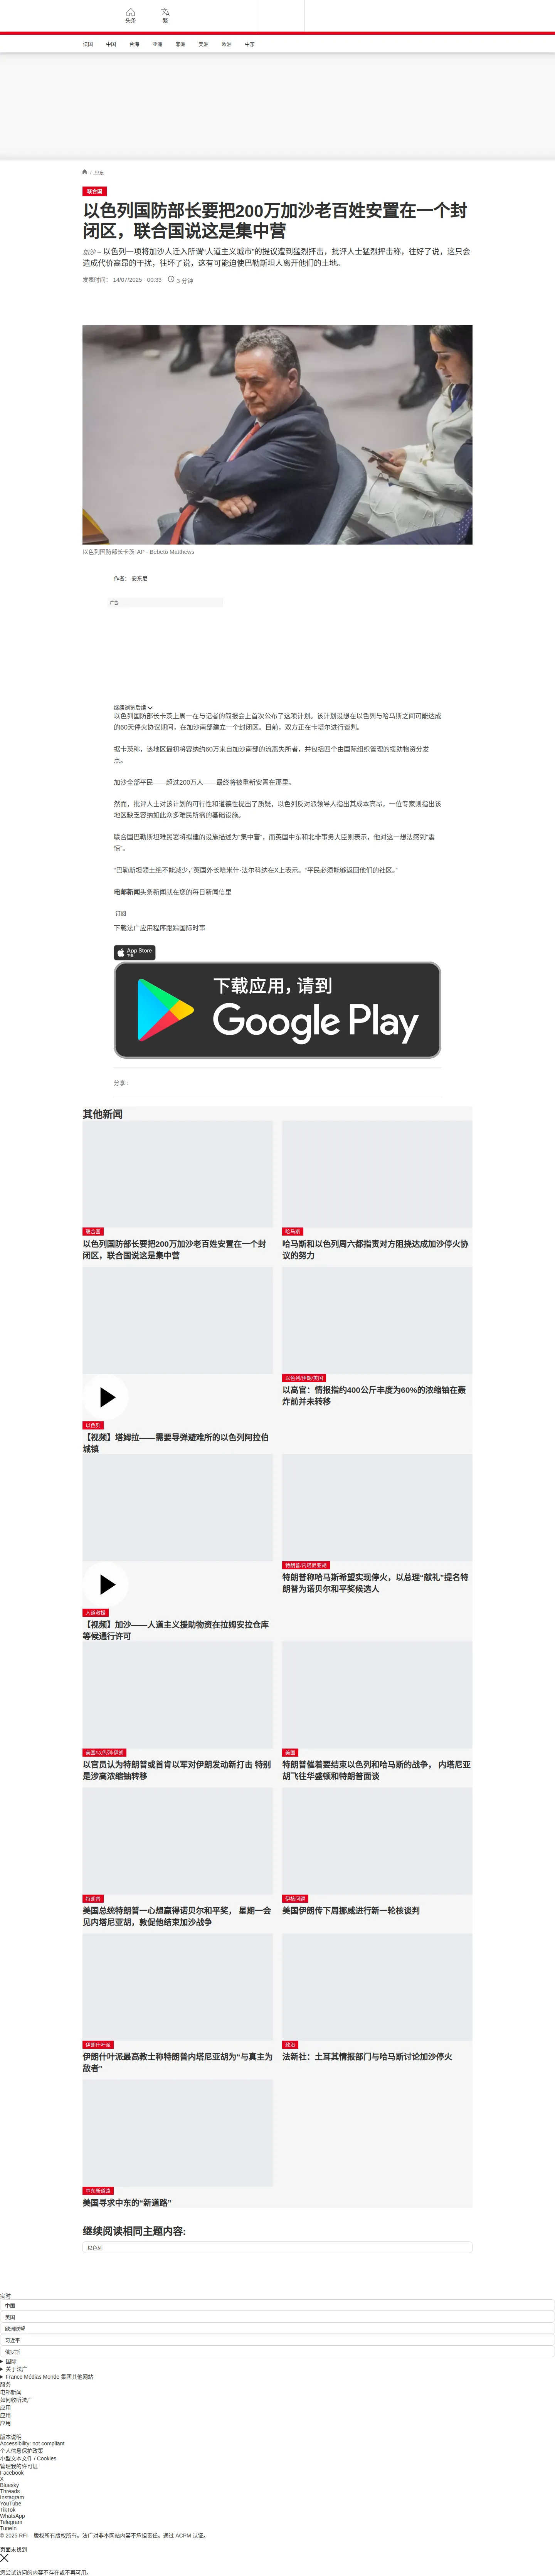 头条
繁
法国
中国
台海
亚洲
非洲
美洲
欧洲
中东
中东
联合国
以色列国防部长要把200万加沙老百姓安置在一个封
闭区，联合国说这是集中营
加沙 – 以色列一项将加沙人迁入所谓“人道主义城市”的提议遭到猛烈抨击，批评人士猛烈抨击称，往好了说，这只会
造成代价高昂的干扰，往坏了说，这有可能迫使巴勒斯坦人离开他们的土地。
发表时间： 14/07/2025 - 00:33 3 分钟
以色列国防部长卡茨 AP - Bebeto Matthews
作者： 安东尼
广告
继续浏览后续
以色列国防部长卡茨上周一在与记者的简报会上首次公布了这项计划。该计划设想在以色列与哈马斯之间可能达成
的60天停火协议期间，在加沙南部建立一个封闭区。目前，双方正在卡塔尔进行谈判。
据卡茨称，该地区最初将容纳约60万来自加沙南部的流离失所者，并包括四个由国际组织管理的援助物资分发
点。
加沙全部平民——超过200万人——最终将被重新安置在那里。
然而，批评人士对该计划的可行性和道德性提出了质疑，以色列反对派领导人指出其成本高昂，一位专家则指出该
地区缺乏容纳如此众多难民所需的基础设施。
联合国巴勒斯坦难民署将拟建的设施描述为“集中营”，而英国中东和北非事务大臣则表示，他对这一想法感到“震
惊”。
“巴勒斯坦领土绝不能减少，”英国外长哈米什·法尔科纳在X上表示。“平民必须能够返回他们的社区。”
电邮新闻头条新闻就在您的每日新闻信里
订阅
下载法广应用程序跟踪国际时事
App Store
下载
下载应用，请到
Google Play
分享 :
其他新闻
联合国
以色列国防部长要把200万加沙老百姓安置在一个封
闭区，联合国说这是集中营
哈马斯
哈马斯和以色列周六都指责对方阻挠达成加沙停火协
议的努力
以色列
【视频】塔姆拉——需要导弹避难所的以色列阿拉伯
城镇
以色列/伊朗/美国
以高官：情报指约400公斤丰度为60%的浓缩铀在轰
炸前并未转移
人道救援
【视频】加沙——人道主义援助物资在拉姆安拉仓库
等候通行许可
特朗普/内塔尼亚胡
特朗普称哈马斯希望实现停火，以总理“献礼”提名特
朗普为诺贝尔和平奖候选人
美国/以色列/伊朗
以官员认为特朗普或首肯以军对伊朗发动新打击 特别
是涉高浓缩铀转移
美国
特朗普催着要结束以色列和哈马斯的战争， 内塔尼亚
胡飞往华盛顿和特朗普面谈
特朗普
美国总统特朗普一心想赢得诺贝尔和平奖， 星期一会
见内塔尼亚胡，敦促他结束加沙战争
伊核问题
美国伊朗传下周挪威进行新一轮核谈判
伊朗什叶派
伊朗什叶派最高教士称特朗普内塔尼亚胡为“与真主为
敌者”
政治
法新社：土耳其情报部门与哈马斯讨论加沙停火
中东新道路
美国寻求中东的“新道路”
继续阅读相同主题内容:
以色列
实时
中国
美国
欧洲联盟
习近平
俄罗斯
国际
关于法广
France Médias Monde 集团其他网站
服务
电邮新闻
如何收听法广
应用
应用
应用
版本说明
Accessibility: not compliant
个人信息保护政策
小型文本文件 / Cookies
管理我的许可证
Facebook
X
Bluesky
Threads
Instagram
YouTube
TikTok
WhatsApp
Telegram
TuneIn
© 2025 RFI – 版权所有版权所有。法广对非本网站内容不承担责任。通过 ACPM 认证。
页面未找到
您尝试访问的内容不存在或不再可用。